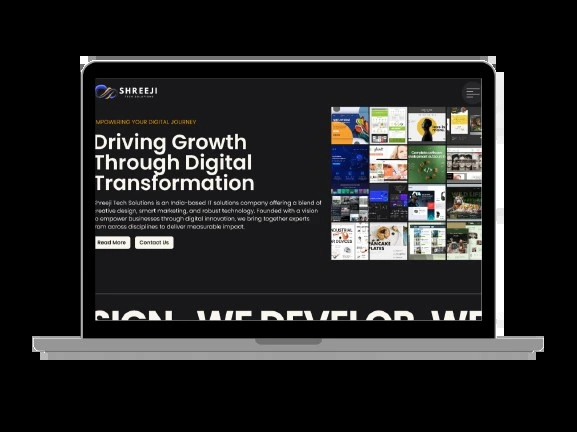 SHREEJI
TECH SOLUTIONS
MPOWERING YOUR DIGITAL JOURNEY
Driving Growth
Through Digital
Transformation
hreeji Tech Solutions is an India-based IT solutions company offering a blend of
reative design, smart marketing, and robust technology. Founded with a vision
o empower businesses through digital innovation, we bring together experts
rom across disciplines to deliver measurable impact.
Read More
Contact Us
PANCAKE
PLATES
SIGN WE DEVELOP WE